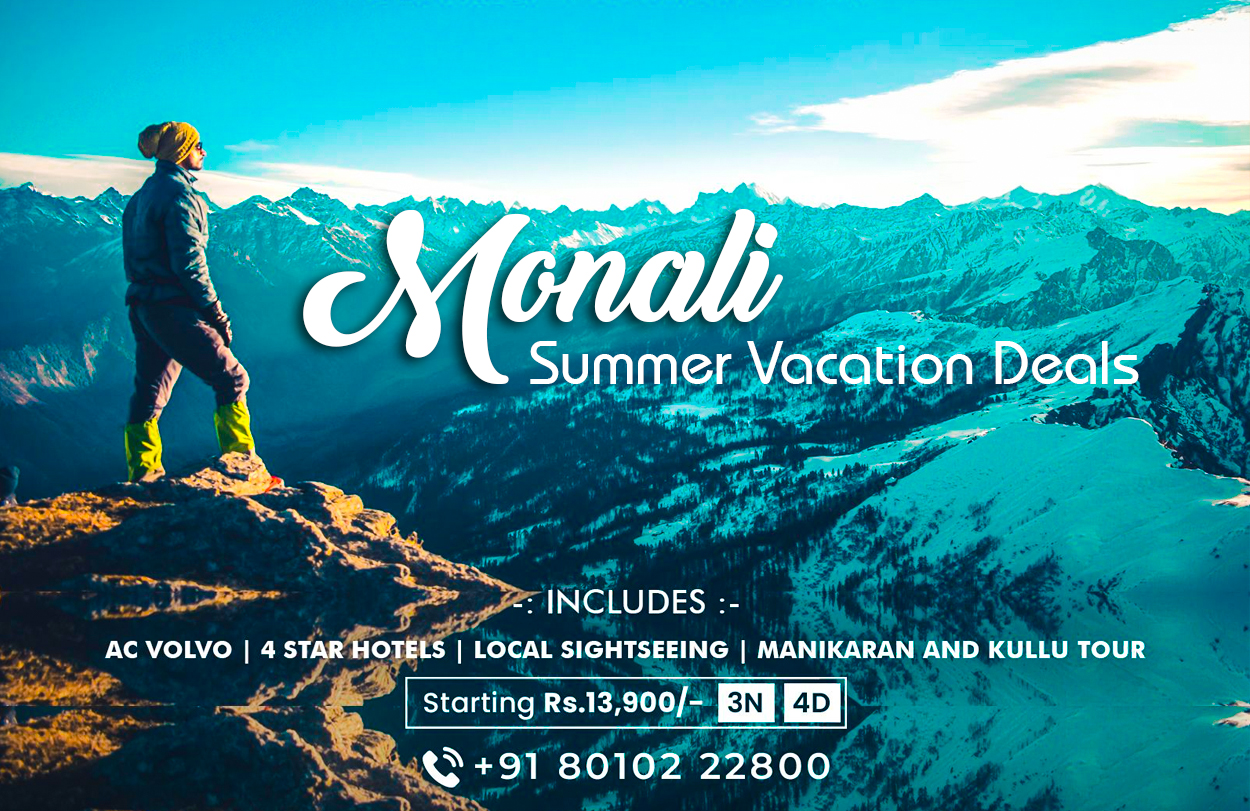 Monali
Summer Vacation Deals
-: INCLUDES :-
AC VOLVO | 4 STAR HOTELS | LOCAL SIGHTSEEING | MANIKARAN AND KULLU TOUR
Starting Rs.13,900/- 3N 4D
+91 80102 22800